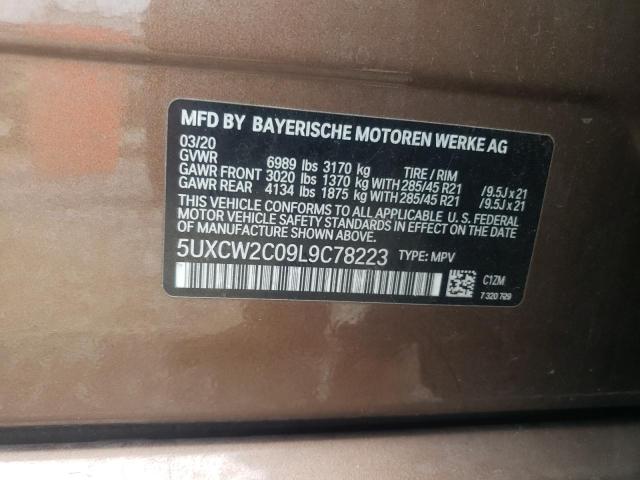 MFD BY BAYERISCHE MOTOREN WERKE AG
03/20
GVWR 6989 lbs 3170 kg TIRE / RIM
GAWR FRONT 3020 lbs 1370 kg WITH 285/45 R21 /9.5J x 21
GAWR REAR 4134 lbs 1875 kg WITH 285/45 R21 /9.5J x 21
THIS VEHICLE CONFORMS TO ALL APPLICABLE U. S. FEDERAL
MOTOR VEHICLE SAFETY STANDARDS IN EFFECT ON THE DATE
OF MANUFACTURE SHOWN ABOVE.
5UXCW2C09L9C78223 TYPE: MPV
C1ZM
7 320 729